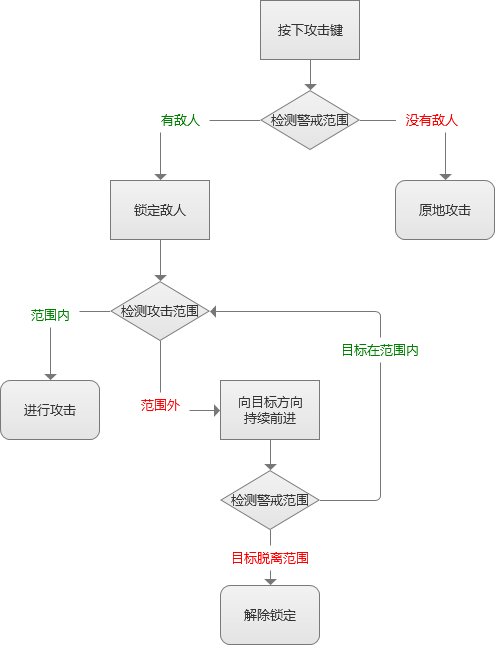 按下攻击键
检测警戒范围
有敌人
没有敌人
锁定敌人
原地攻击
检测攻击范围
范围内
目标在范围内
进行攻击
范围外
向目标方向
持续前进
检测警戒范围
目标脱离范围
解除锁定